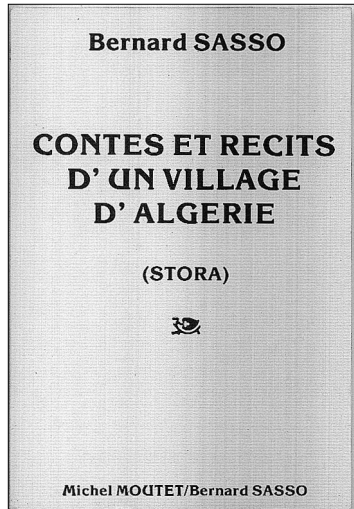 Bernard SASSO
CONTES ET RECITS
D' UN VILLAGE
D' ALGERIE
(STORA)
Michel MOUTET/Bernard SASSO